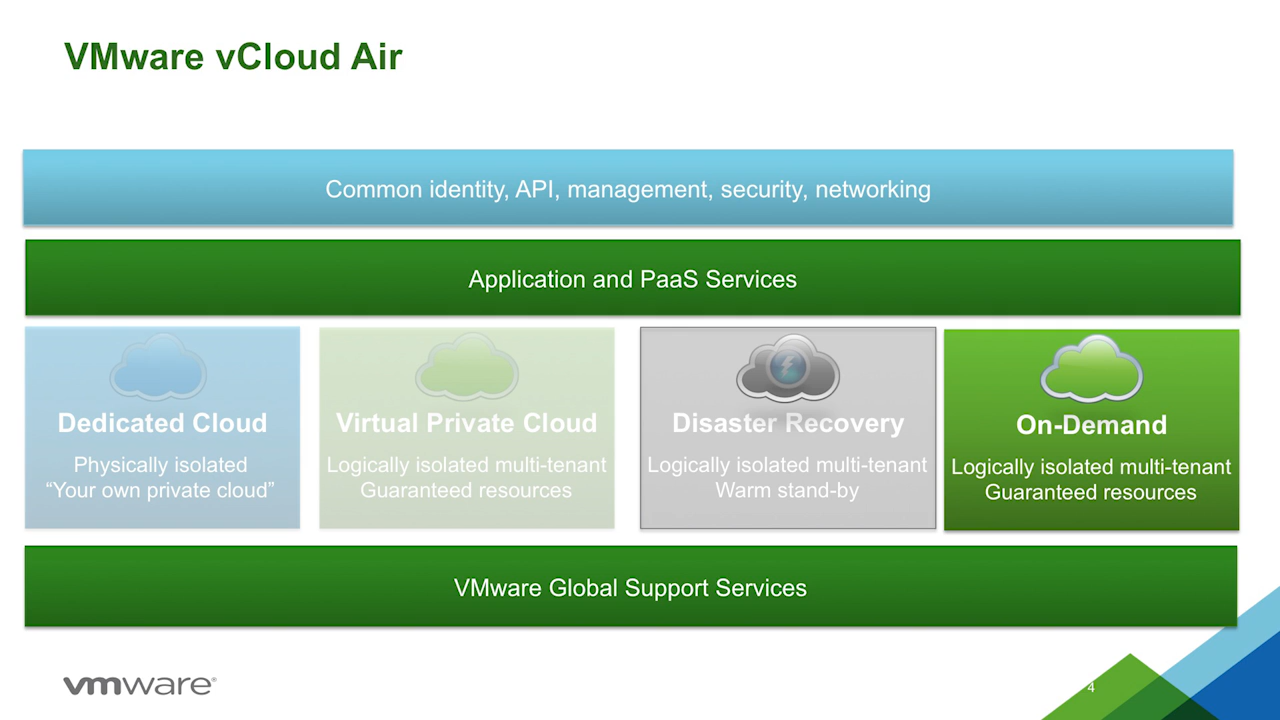 VMware vCloud Air
Common identity, API, management, security, networking
Application and PaaS Services
Dedicated Cloud
Physically isolated
“Your own private cloud”
Virtual Private Cloud
Logically isolated multi-tenant
Guaranteed resources
Disaster Recovery
Logically isolated multi-tenant
Warm stand-by
On-Demand
Logically isolated multi-tenant
Guaranteed resources
VMware Global Support Services
vmware®
4